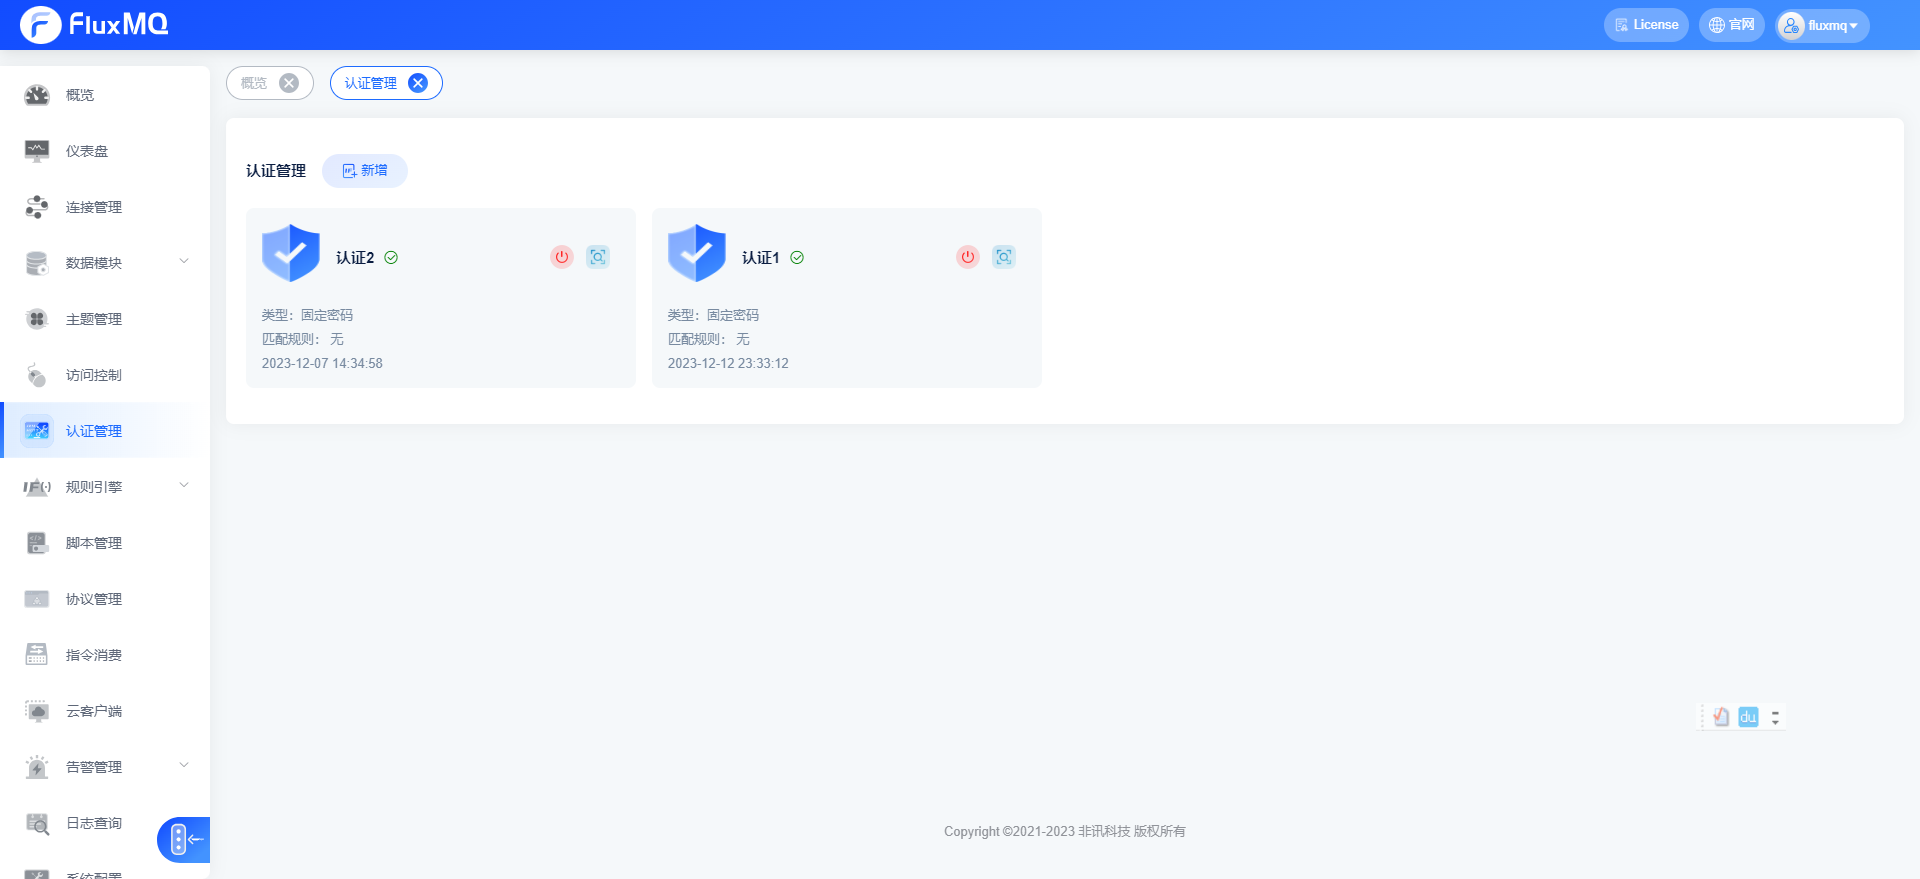 FluxMQ
License
官网
fluxmq
概览
仪表盘
连接管理
数据模块
主题管理
访问控制
认证管理
规则引擎
脚本管理
协议管理
指令消费
云客户端
告警管理
日志查询
系统配置
概览
认证管理
认证管理
新增
认证2
类型：固定密码
匹配规则： 无
2023-12-07 14:34:58
认证1
类型：固定密码
匹配规则： 无
2023-12-12 23:33:12
du
Copyright ©2021-2023 非讯科技 版权所有